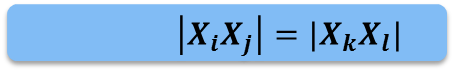 |XᵢXⱼ| = |XₖXₗ|